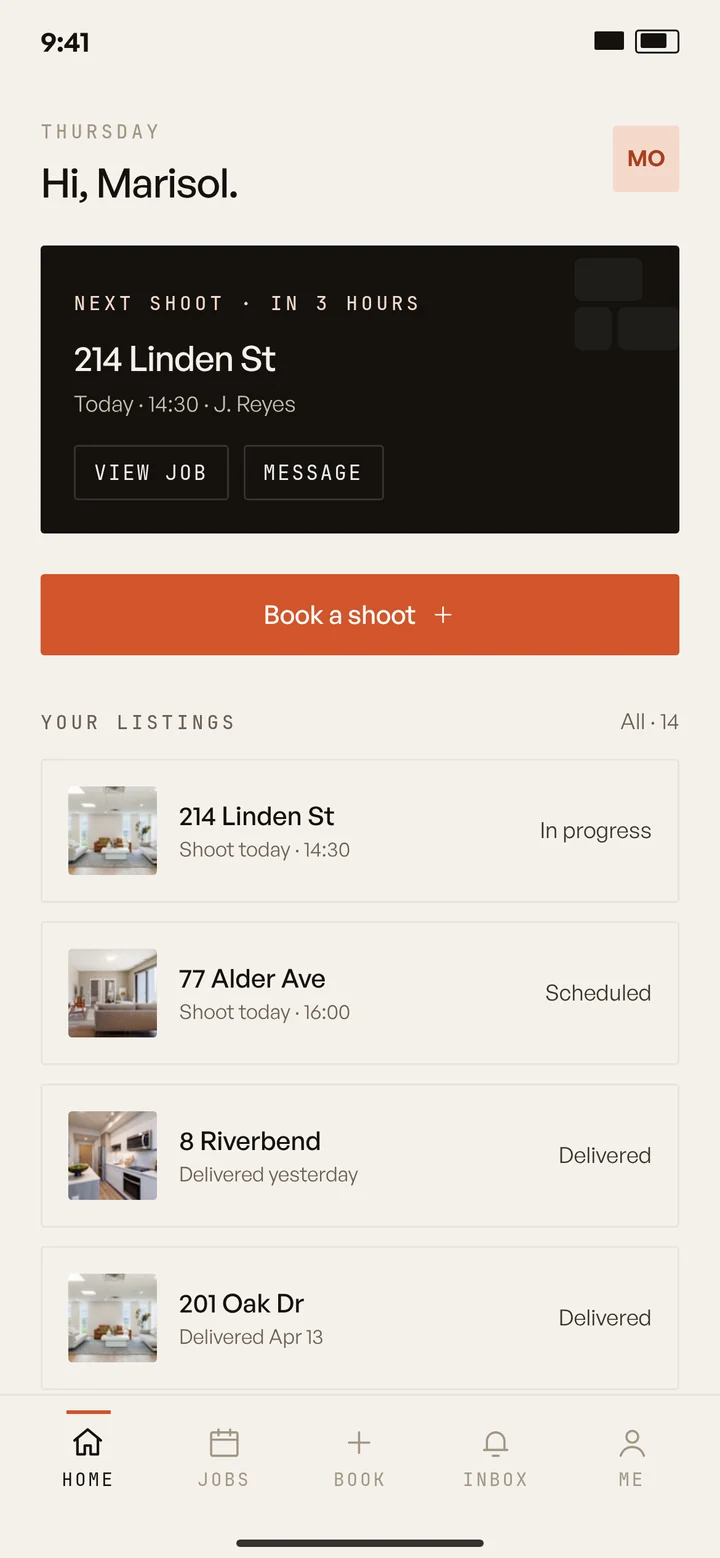 9:41
THURSDAY
Hi, Marisol.
MO
NEXT SHOOT · IN 3 HOURS
214 Linden St
Today · 14:30 · J. Reyes
VIEW JOB
MESSAGE
Book a shoot +
YOUR LISTINGS
All · 14
214 Linden St
Shoot today · 14:30
In progress
77 Alder Ave
Shoot today · 16:00
Scheduled
8 Riverbend
Delivered yesterday
Delivered
201 Oak Dr
Delivered Apr 13
Delivered
HOME
JOBS
BOOK
INBOX
ME